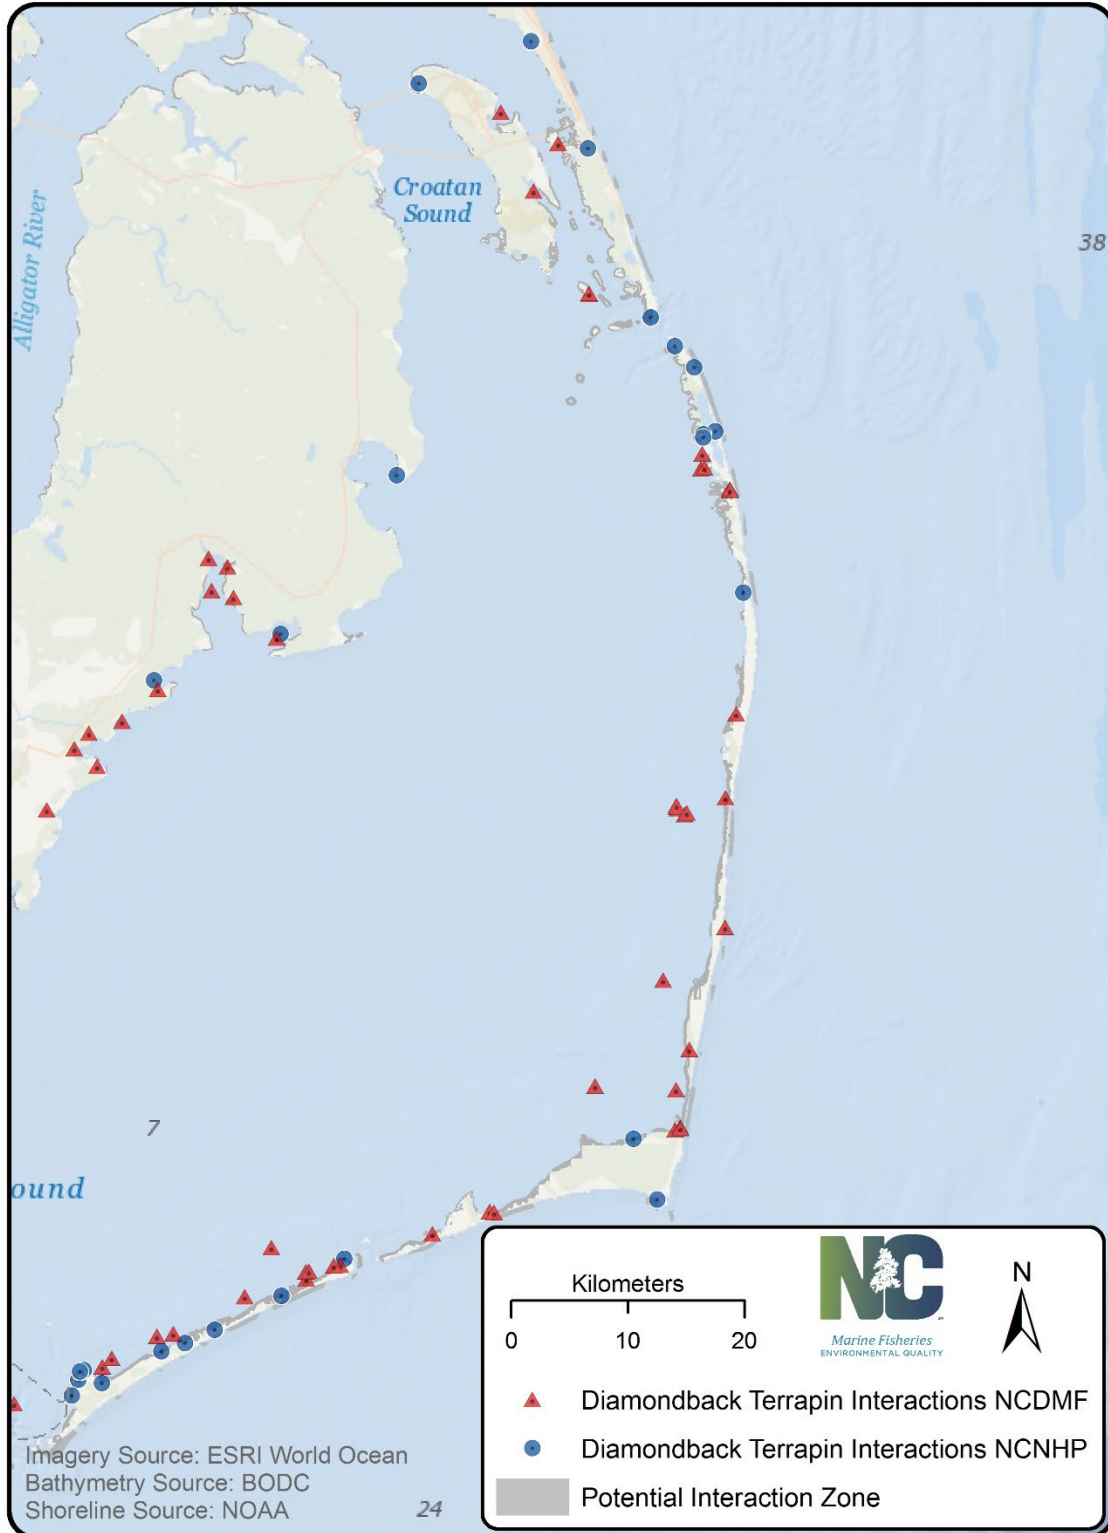 Croatan
Sound
Alligator River
38
7
ound
Kilometers
0 10 20
NC
Marine Fisheries
ENVIRONMENTAL QUALITY
N
Diamondback Terrapin Interactions NCDMF
Diamondback Terrapin Interactions NCNHP
Potential Interaction Zone
Imagery Source: ESRI World Ocean
Bathymetry Source: BODC
Shoreline Source: NOAA
24